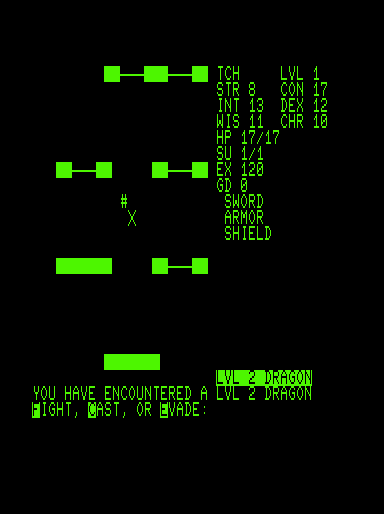 TCH LVL 1
STR 8 CON 17
INT 13 DEX 12
WIS 11 CHR 10
HP 17/17
SU 1/1
EX 120
GD 0
# SWORD
X ARMOR
SHIELD
LVL 2 DRAGON
YOU HAVE ENCOUNTERED A LVL 2 DRAGON
FIGHT, CAST, OR EVADE: